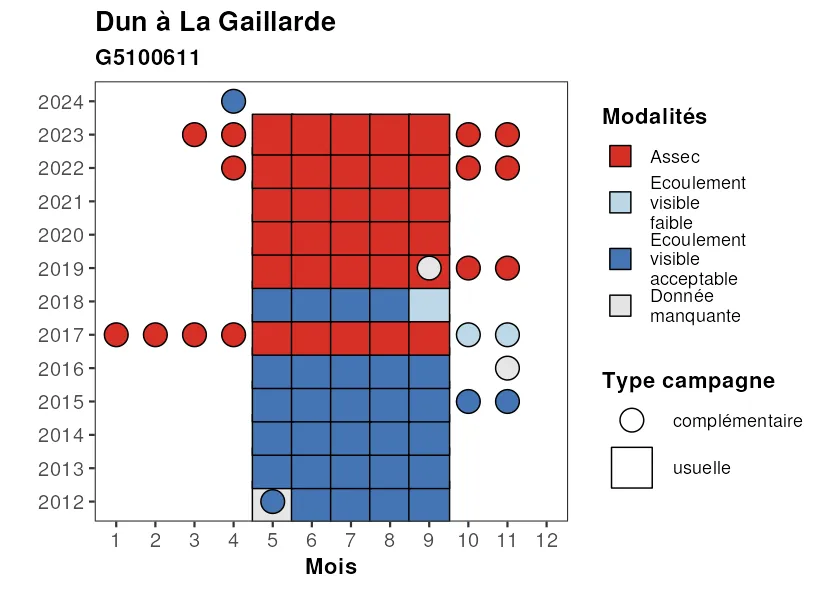 Dun à La Gaillarde
G5100611
2024
2023
2022
2021
2020
2019
2018
2017
2016
2015
2014
2013
2012
1 2 3 4 5 6 7 8 9 10 11 12
Mois
Modalités
Assec
Ecoulement
visible
faible
Ecoulement
visible
acceptable
Donnée
manquante
Type campagne
complémentaire
usuelle